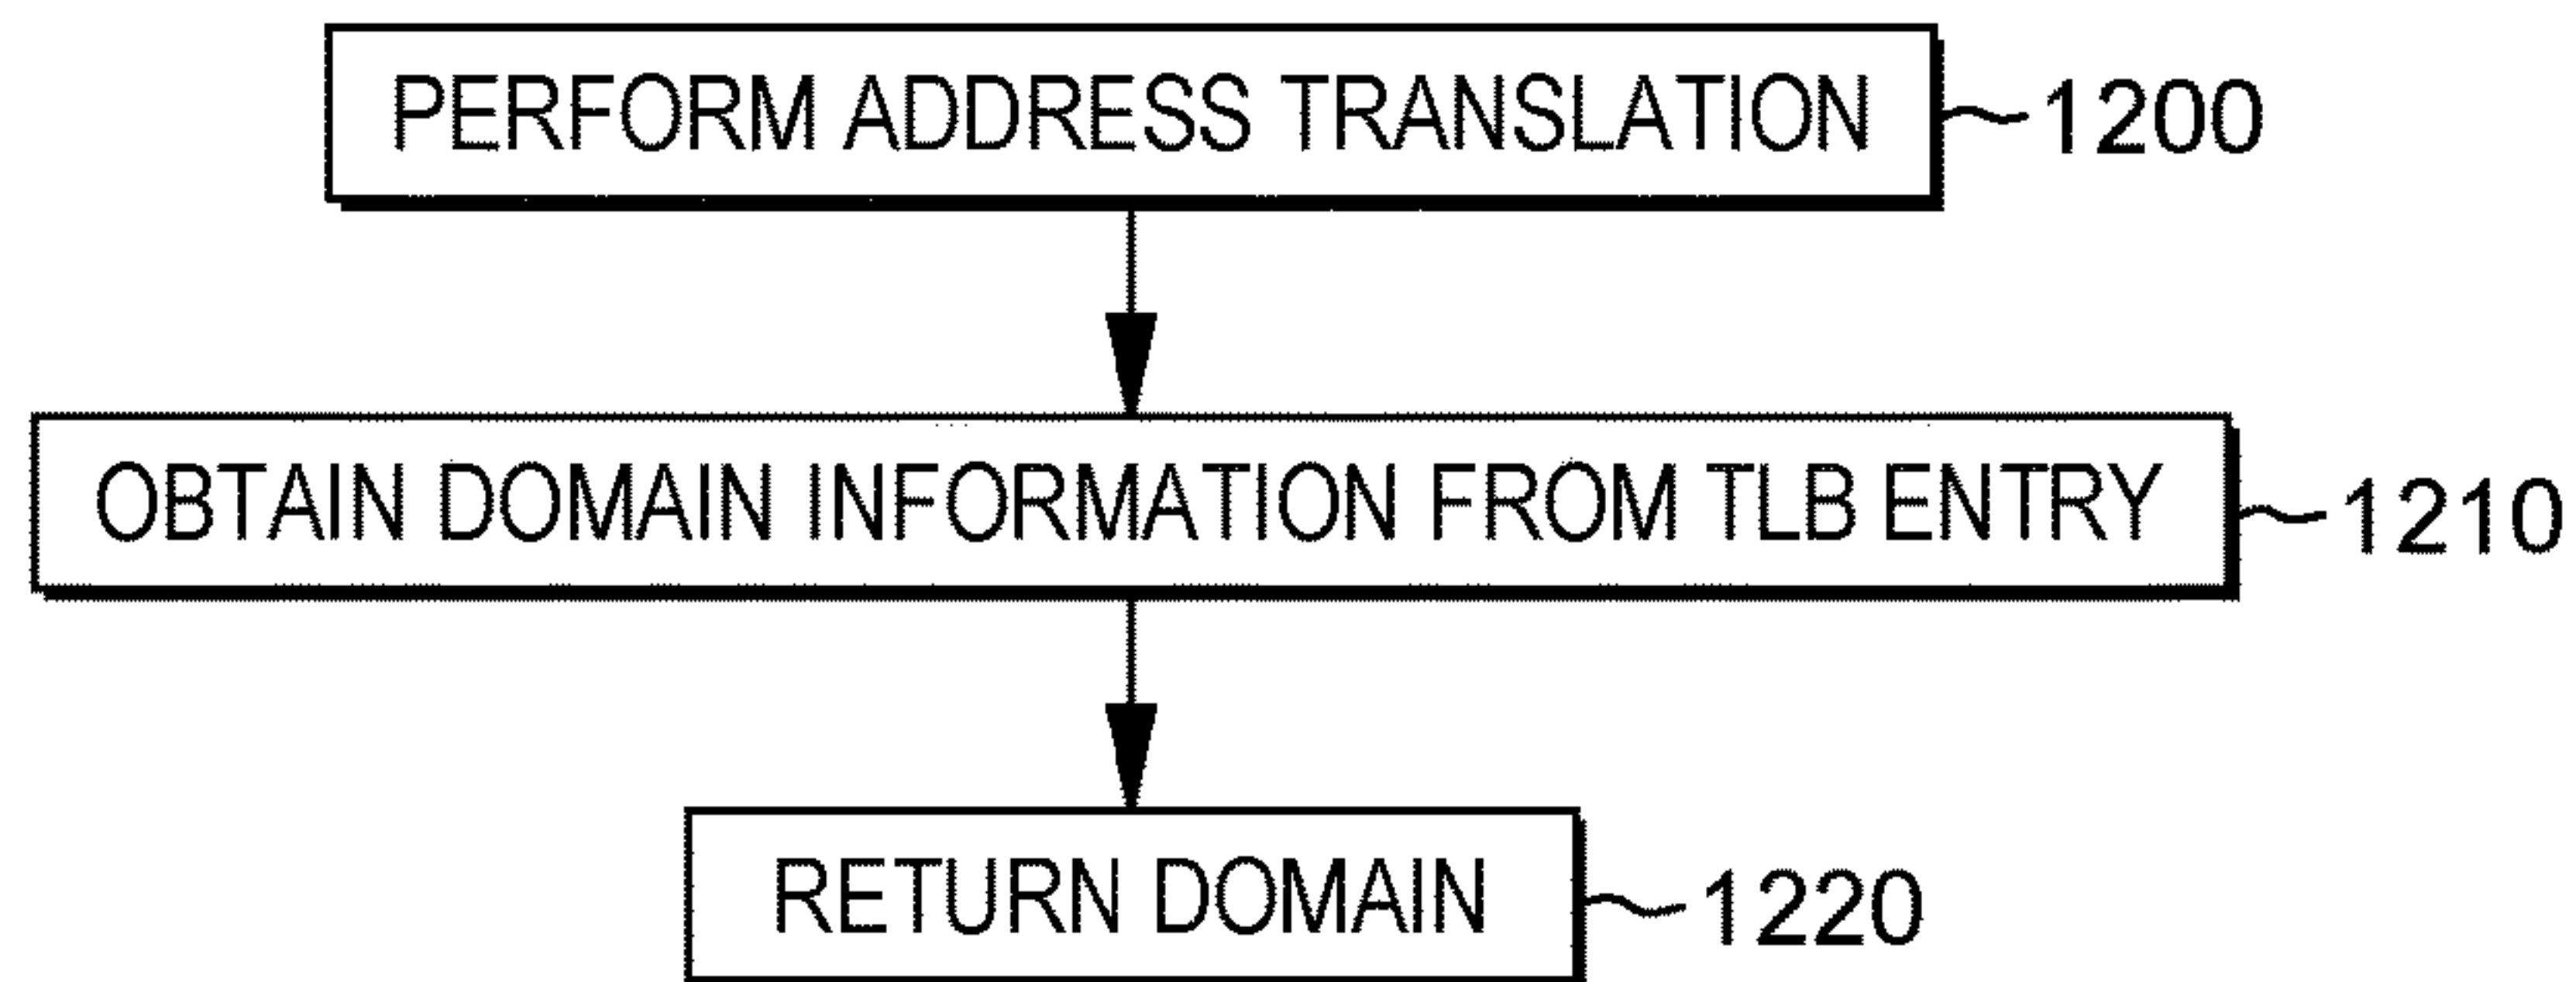 PERFORM ADDRESS TRANSLATION 1200
OBTAIN DOMAIN INFORMATION FROM TLB ENTRY 1210
RETURN DOMAIN 1220